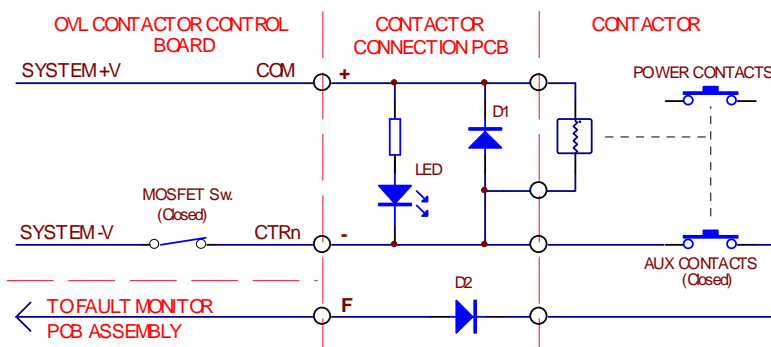 OVL CONTACTOR CONTROL
BOARD
CONTACTOR
CONNECTION PCB
CONTACTOR
SYSTEM +V
COM
+
POWER CONTACTS
D1
LED
MOSFET Sw.
(Closed)
SYSTEM -V
CTRn
-
AUX CONTACTS
(Closed)
D2
TO FAULT MONITOR
PCB ASSEMBLY
F